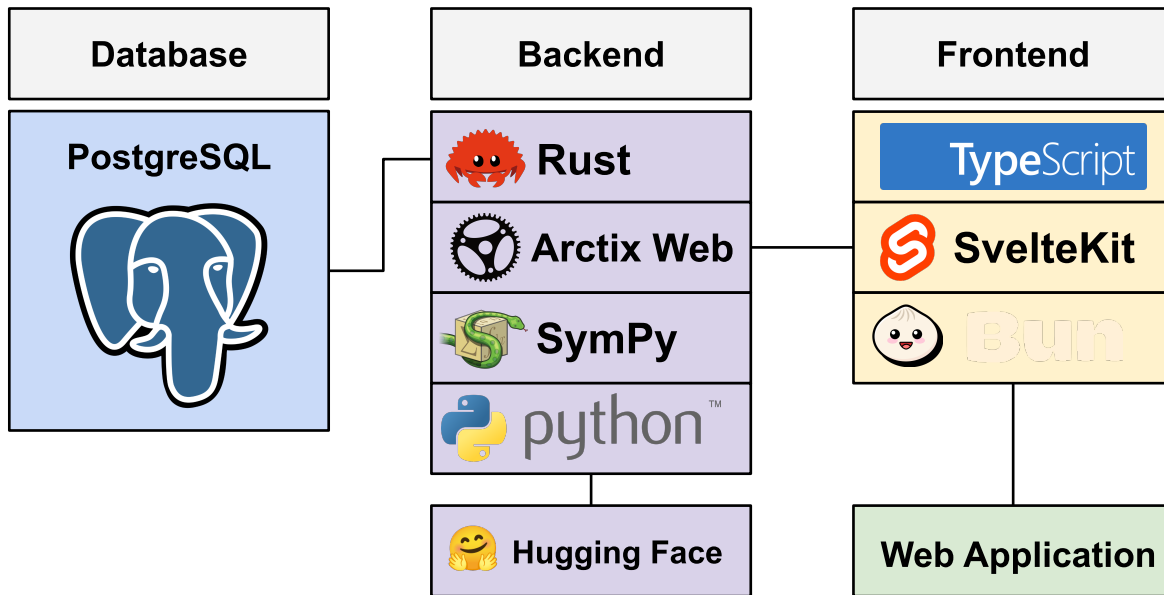 Database
PostgreSQL
Backend
Rust
Arctix Web
SymPy
python™
Hugging Face
Frontend
TypeScript
SvelteKit
Bun
Web Application